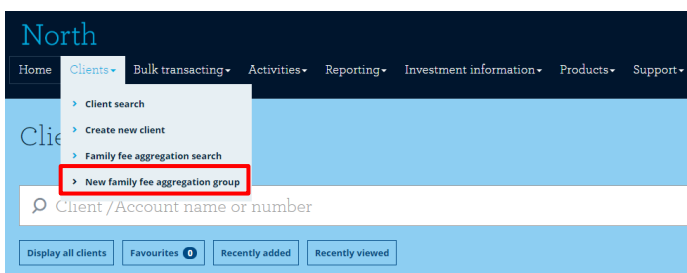 North
Home Clients Bulk transacting Activities Reporting Investment information Products Support
Client search
Clie
Create new client
Family fee aggregation search
New family fee aggregation group
Client / Account name or number
Display all clients Favourites 0 Recently added Recently viewed